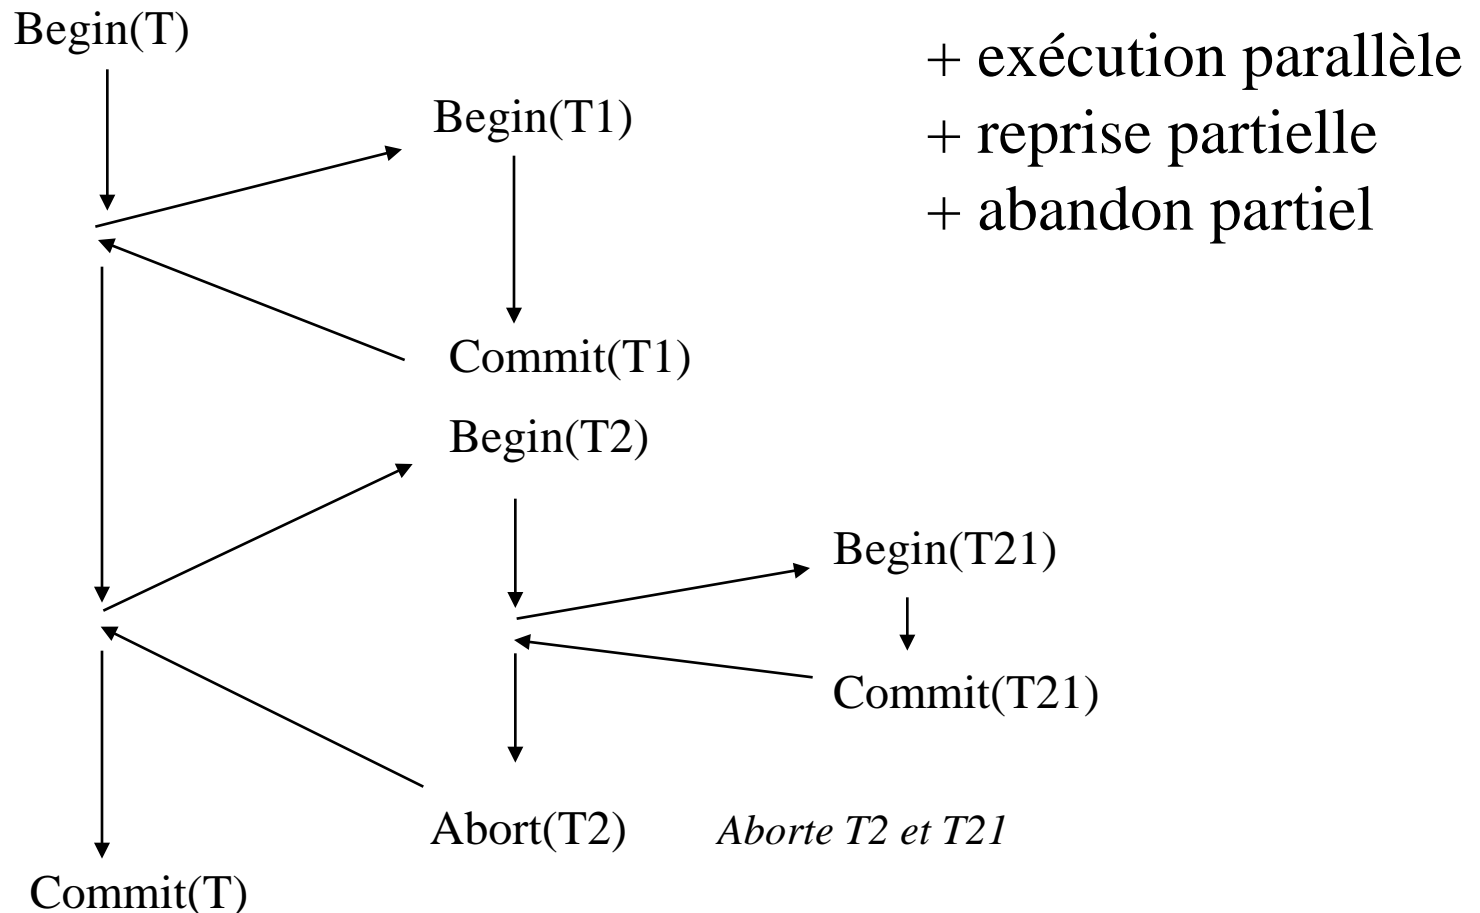 Begin(T)
+ exécution parallèle
+ reprise partielle
+ abandon partiel
Begin(T1)
Commit(T1)
Begin(T2)
Begin(T21)
Commit(T21)
Abort(T2)
Aborte T2 et T21
Commit(T)